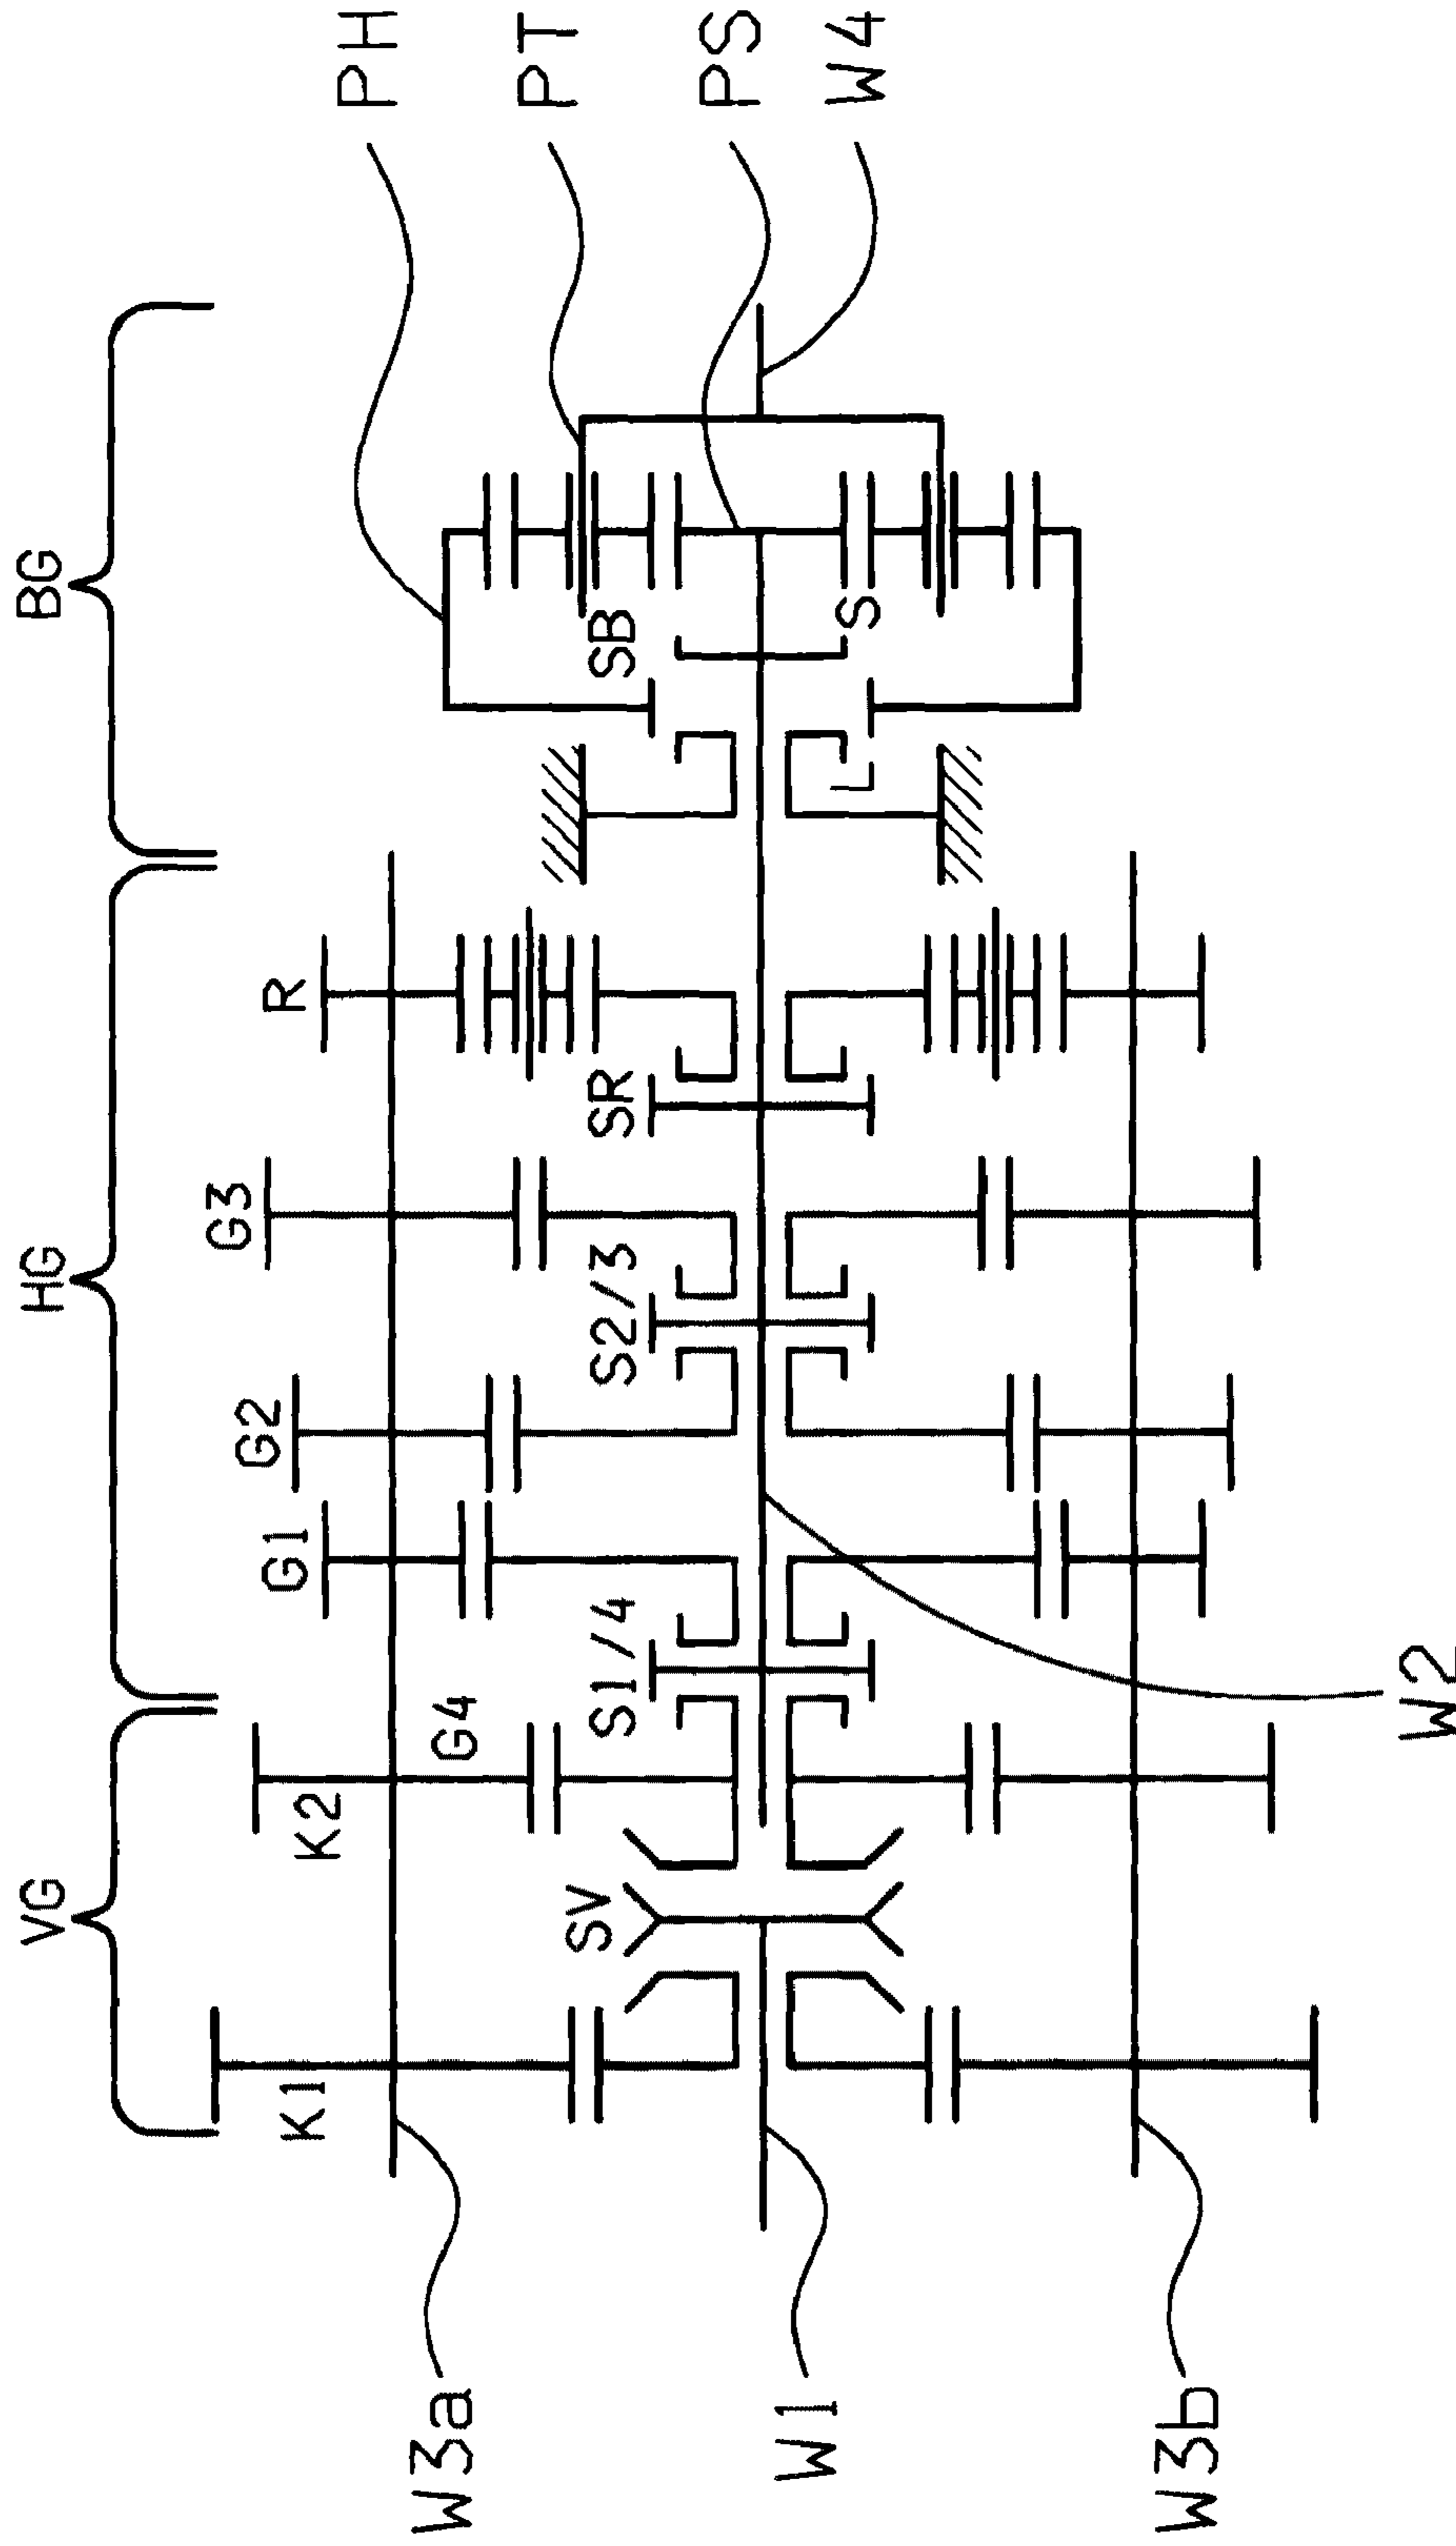 VG
HG
BG
K1
K2
G4
G1
G2
G3
R
SV
S1/4
S2/3
SR
SB
S
L
PH
PT
PS
W4
W3a
W1
W3b
W2